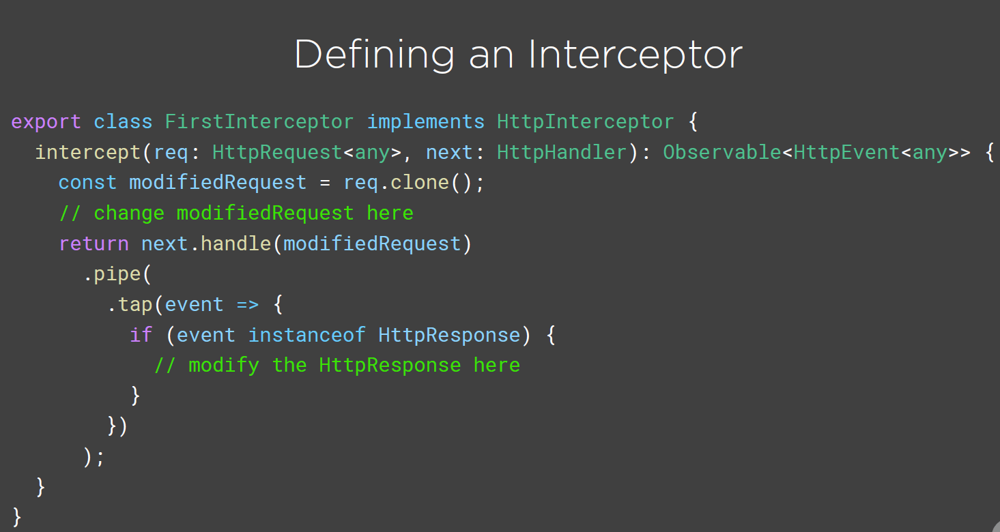 Defining an Interceptor
export class FirstInterceptor implements HttpInterceptor {
intercept(req: HttpRequest<any>, next: HttpHandler): Observable<HttpEvent<any>> {
const modifiedRequest = req.clone();
// change modifiedRequest here
return next.handle(modifiedRequest)
.pipe(
.tap(event => {
if (event instanceof HttpResponse) {
// modify the HttpResponse here
}
})
);
}
}